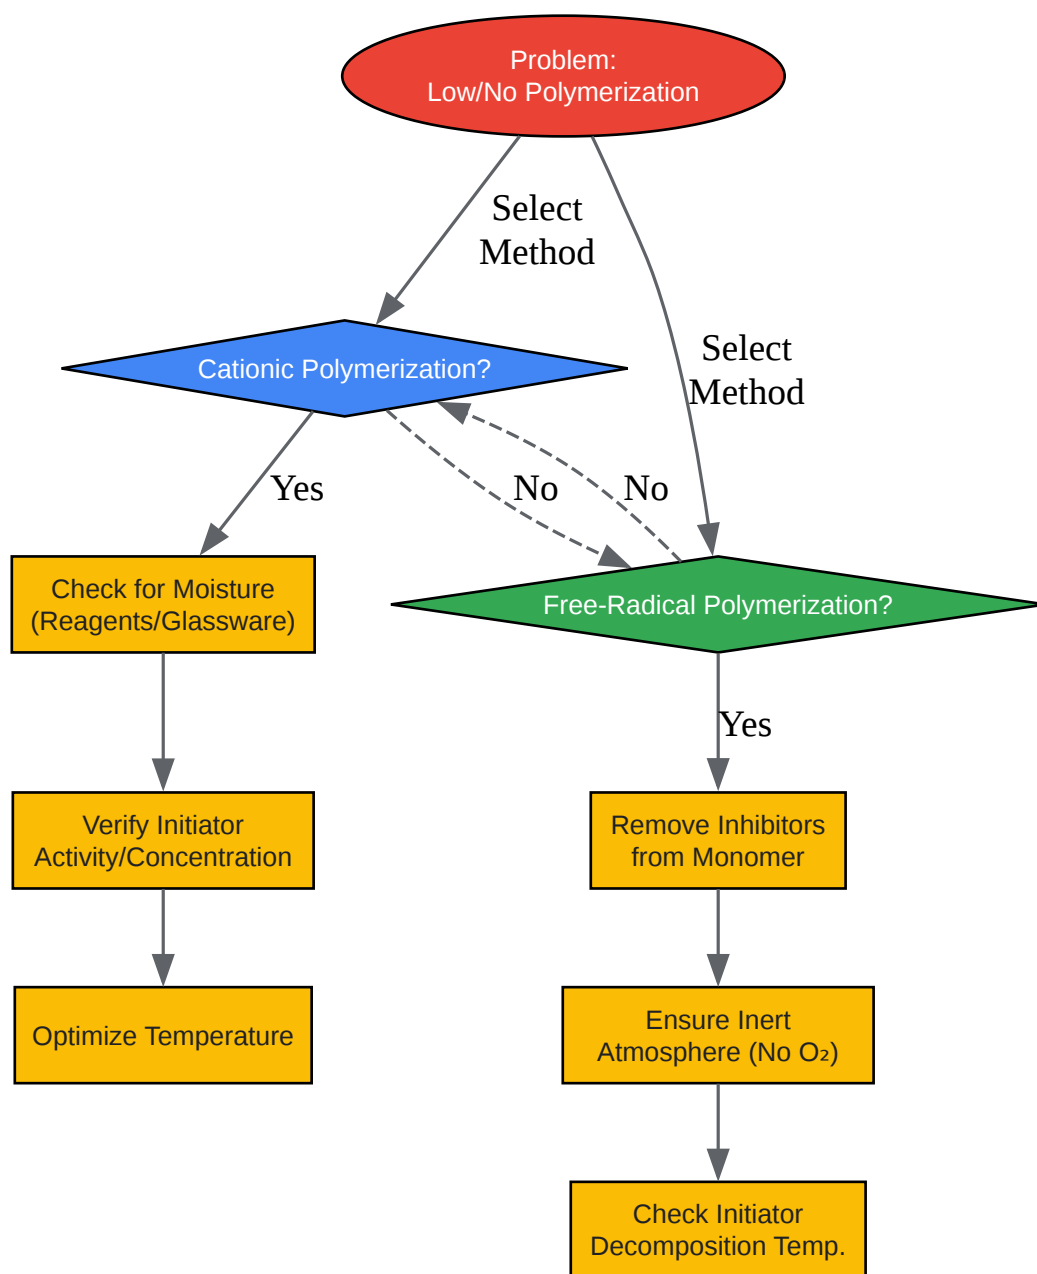 Problem:
Low/No Polymerization
Select
Method
Select
Method
Cationic Polymerization?
Yes
No
No
Check for Moisture
(Reagents/Glassware)
Free-Radical Polymerization?
Yes
Verify Initiator
Activity/Concentration
Remove Inhibitors
from Monomer
Optimize Temperature
Ensure Inert
Atmosphere (No O₂)
Check Initiator
Decomposition Temp.